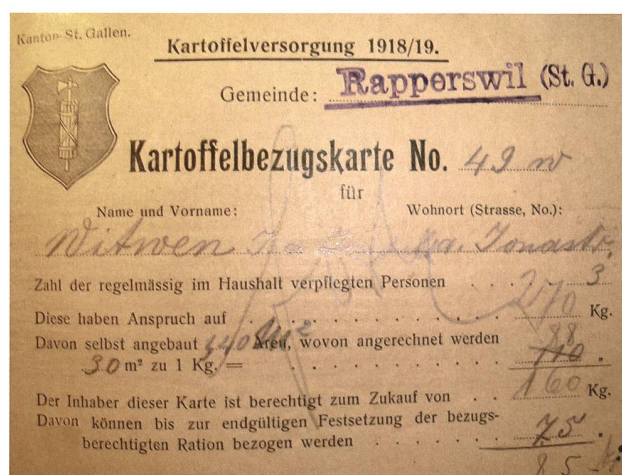 Kanton St. Gallen.
Kartoffelversorgung 1918/19.
Gemeinde: Rapperswil (St. G.)
Kartoffelbezugskarte No. 49 w
für
Name und Vorname: Wohnort (Strasse, No.):
Witwen
Zahl der regelmässig im Haushalt verpflegten Personen 3
Diese haben Anspruch auf 270 Kg.
Davon selbst angebaut Aren, wovon angerechnet werden 88
30 m² zu 1 Kg. = 110
Der Inhaber dieser Karte ist berechtigt zum Zukauf von 160 Kg.
Davon können bis zur endgültigen Festsetzung der bezugs-
berechtigten Ration bezogen werden 75
85